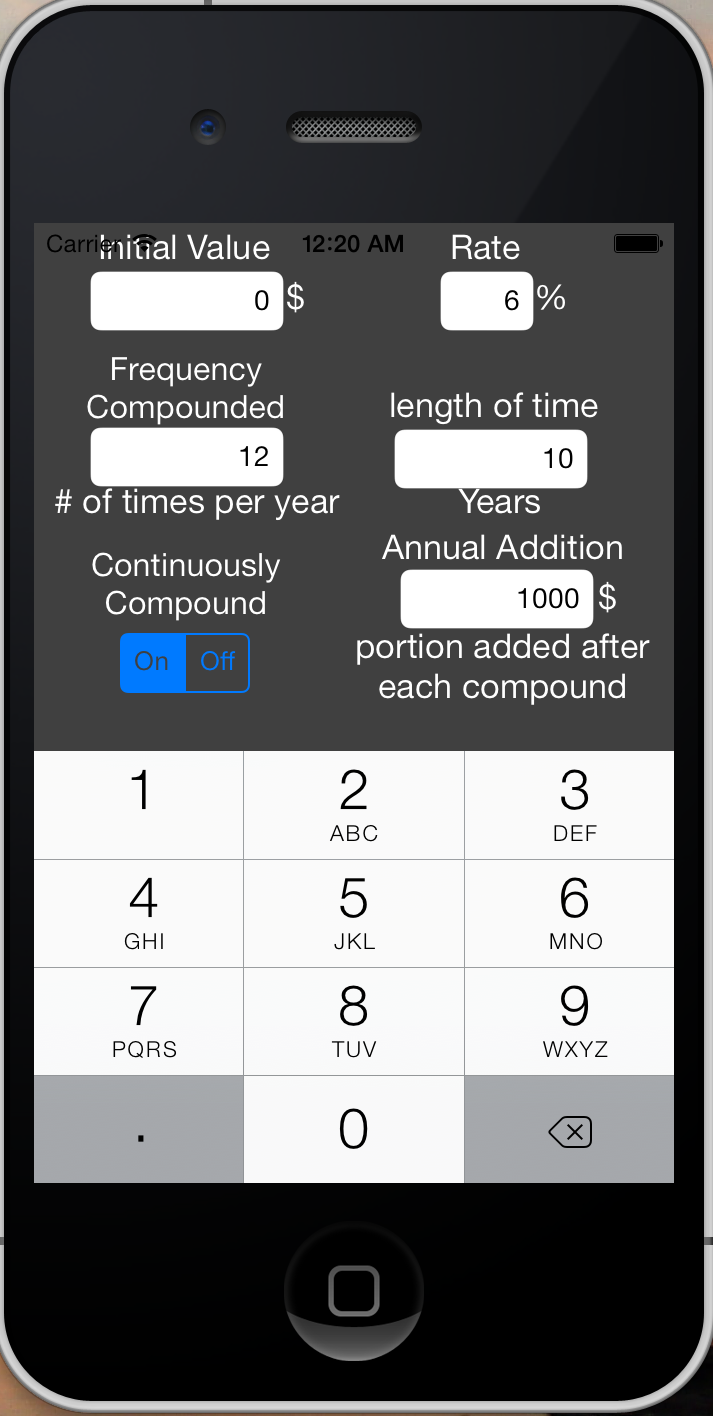 Carrier 12:20 AM
Initial Value Rate
0 $ 6 %
Frequency
Compounded length of time
12 10
# of times per year Years
Continuously Annual Addition
Compound 1000 $
On Off portion added after
each compound
1 2 3
ABC DEF
4 5 6
GHI JKL MNO
7 8 9
PQRS TUV WXYZ
. 0